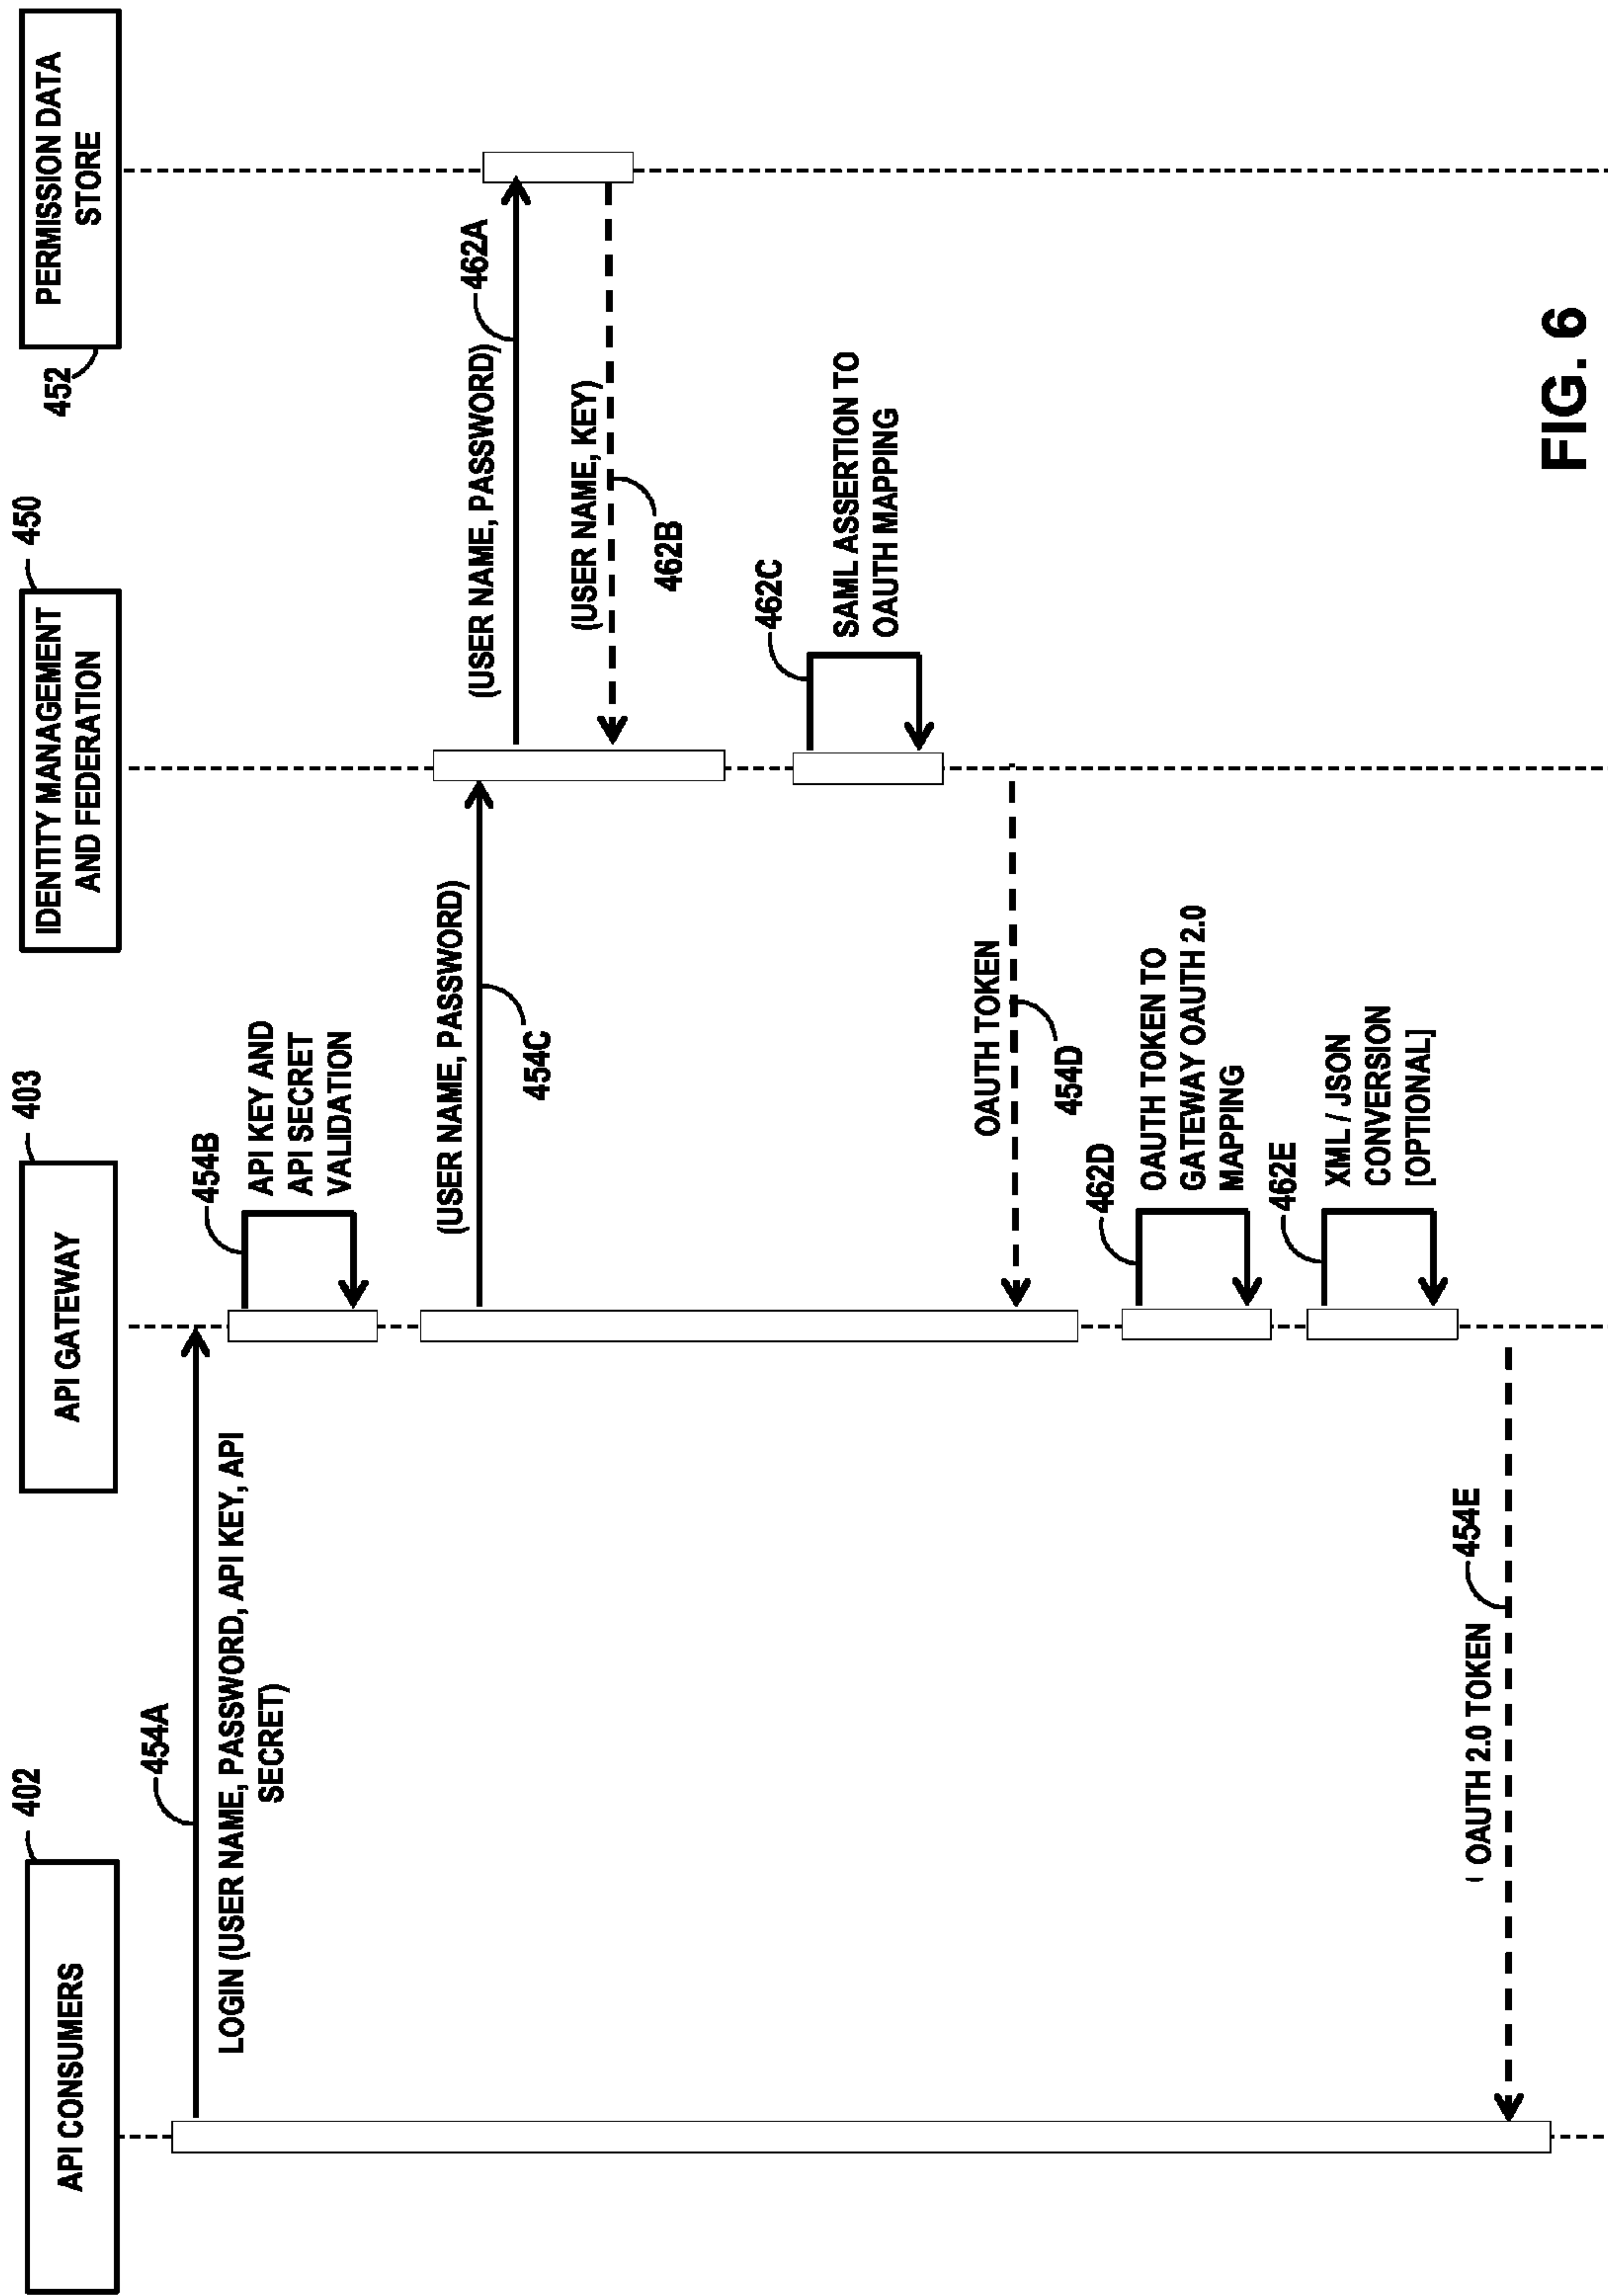 402
API CONSUMERS
403
API GATEWAY
450
IDENTITY MANAGEMENT
AND FEDERATION
452
PERMISSION DATA
STORE
454A
LOGIN (USER NAME, PASSWORD, API KEY, API
SECRET)
454B
API KEY AND
API SECRET
VALIDATION
(USER NAME, PASSWORD)
454C
(USER NAME, PASSWORD)
462A
(USER NAME, KEY)
462B
462C
SAML ASSERTION TO
OAUTH MAPPING
OAUTH TOKEN
454D
462D
OAUTH TOKEN TO
GATEWAY OAUTH 2.0
MAPPING
462E
XML / JSON
CONVERSION
[OPTIONAL]
( OAUTH 2.0 TOKEN
454E
FIG. 6